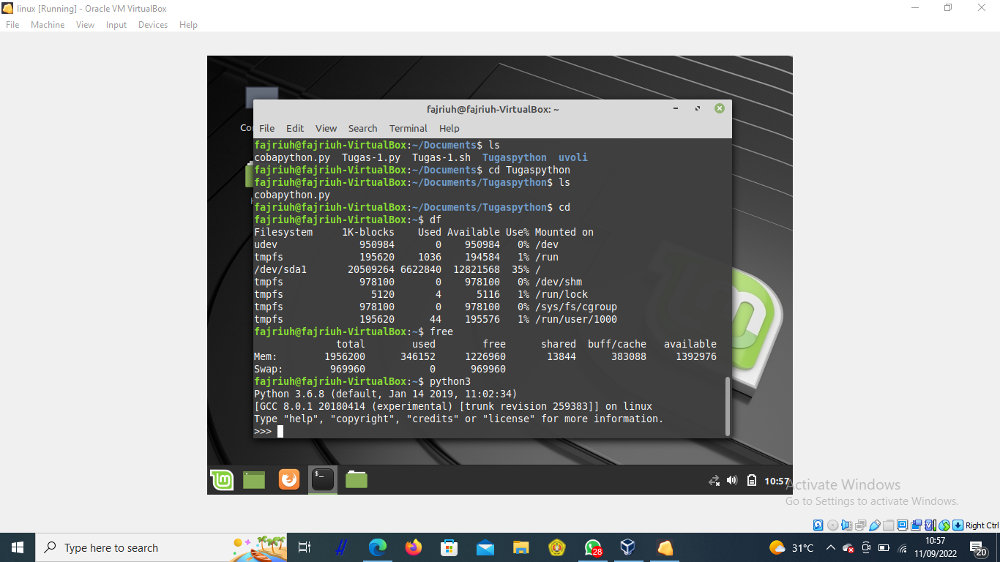 linux [Running] - Oracle VM VirtualBox
File Machine View Input Devices Help
fajriuh@fajriuh-VirtualBox: ~
File Edit View Search Terminal Help
fajriuh@fajriuh-VirtualBox:~/Documents$ ls
cobapython.py Tugas-1.py Tugas-1.sh Tugaspython uvoli
fajriuh@fajriuh-VirtualBox:~/Documents$ cd Tugaspython
fajriuh@fajriuh-VirtualBox:~/Documents/Tugaspython$ ls
cobapython.py
fajriuh@fajriuh-VirtualBox:~/Documents/Tugaspython$ cd
fajriuh@fajriuh-VirtualBox:~$ df
Filesystem 1K-blocks Used Available Use% Mounted on
udev 950984 0 950984 0% /dev
tmpfs 195620 1036 194584 1% /run
/dev/sda1 20509264 6622840 12821568 35% /
tmpfs 978100 0 978100 0% /dev/shm
tmpfs 5120 4 5116 1% /run/lock
tmpfs 978100 0 978100 0% /sys/fs/cgroup
tmpfs 195620 44 195576 1% /run/user/1000
fajriuh@fajriuh-VirtualBox:~$ free
total used free shared buff/cache available
Mem: 1956200 346152 1226960 13844 383088 1392976
Swap: 969960 0 969960
fajriuh@fajriuh-VirtualBox:~$ python3
Python 3.6.8 (default, Jan 14 2019, 11:02:34)
[GCC 8.0.1 20180414 (experimental) [trunk revision 259383]] on linux
Type "help", "copyright", "credits" or "license" for more information.
>>>
10:57
Activate Windows
Go to Settings to activate Windows.
Right Ctrl
Type here to search
28
31°C
10:57
11/09/2022
20